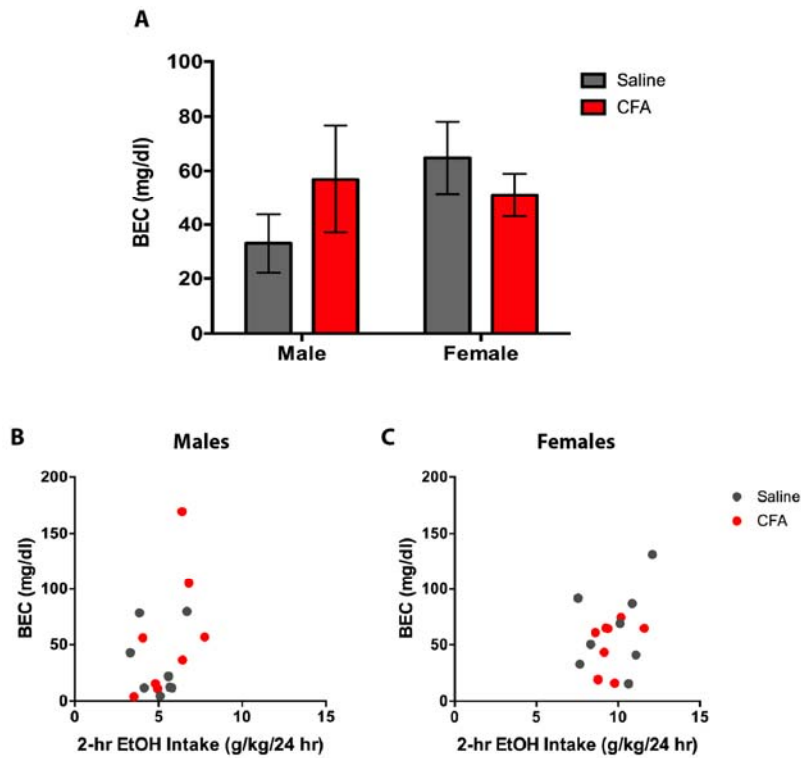 A
100
80
60
40
20
0
BEC (mg/dl)
Male
Female
Saline
CFA
B
Males
200
150
100
50
0
BEC (mg/dl)
0
5
10
15
2-hr EtOH Intake (g/kg/24 hr)
C
Females
200
150
100
50
0
BEC (mg/dl)
0
5
10
15
2-hr EtOH Intake (g/kg/24 hr)
Saline
CFA